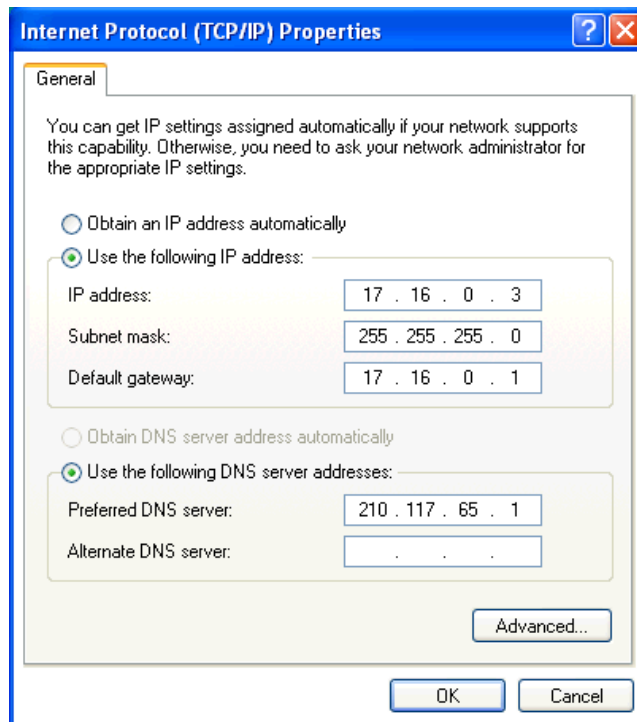 Internet Protocol (TCP/IP) Properties
General
You can get IP settings assigned automatically if your network supports
this capability. Otherwise, you need to ask your network administrator for
the appropriate IP settings.
Obtain an IP address automatically
Use the following IP address:
IP address: 17 . 16 . 0 . 3
Subnet mask: 255 . 255 . 255 . 0
Default gateway: 17 . 16 . 0 . 1
Obtain DNS server address automatically
Use the following DNS server addresses:
Preferred DNS server: 210 . 117 . 65 . 1
Alternate DNS server: . . .
Advanced...
OK Cancel